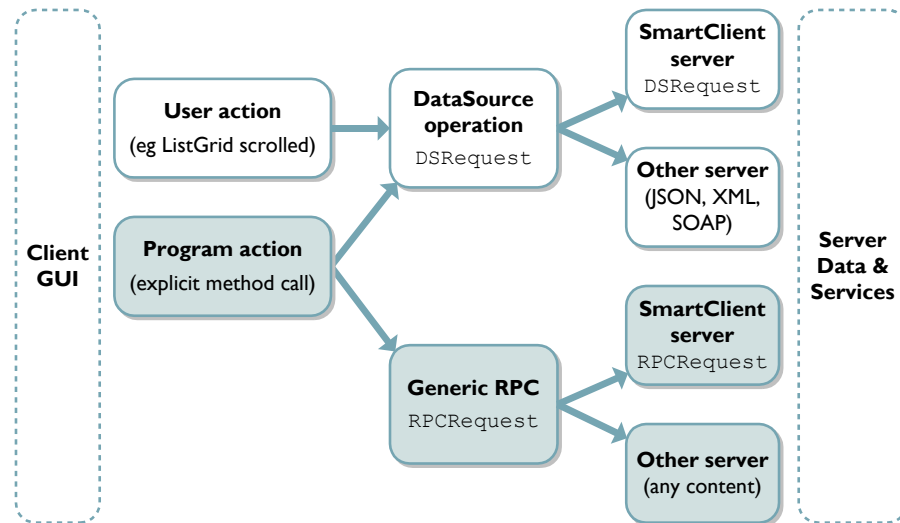 Client
GUI
User action
(eg ListGrid scrolled)
Program action
(explicit method call)
DataSource
operation
DSRequest
Generic RPC
RPCRequest
SmartClient
server
DSRequest
Other server
(JSON, XML,
SOAP)
SmartClient
server
RPCRequest
Other server
(any content)
Server
Data &
Services